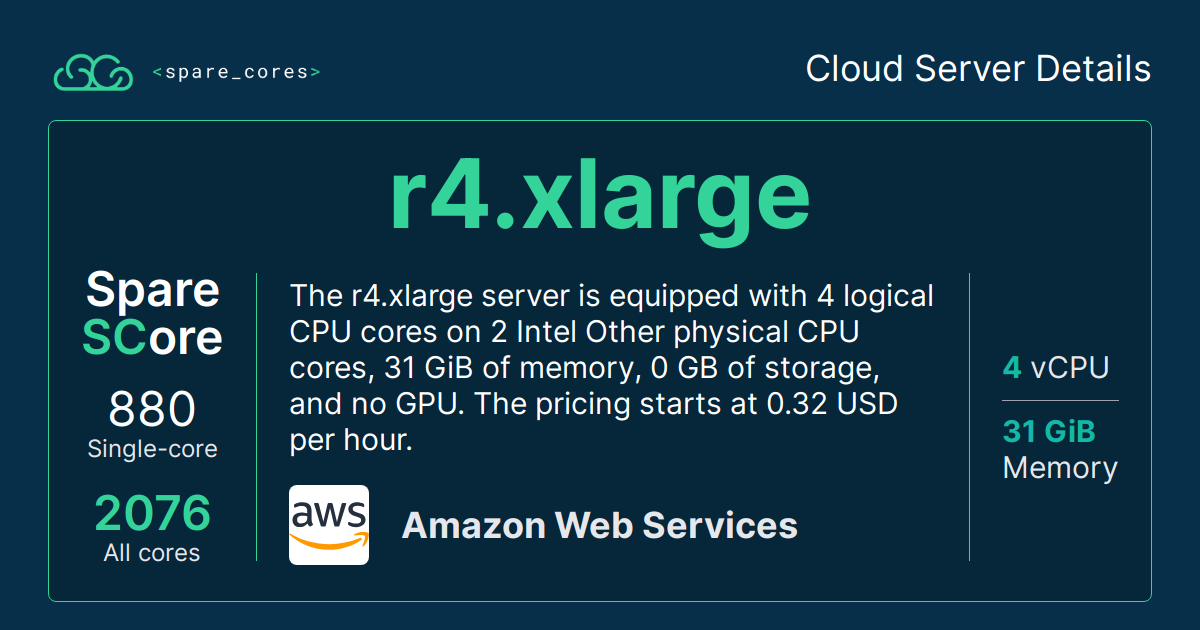 <spare_cores>
Cloud Server Details
r4.xlarge
Spare
SCore
880
Single-core
2076
All cores
The r4.xlarge server is equipped with 4 logical
CPU cores on 2 Intel Other physical CPU
cores, 31 GiB of memory, 0 GB of storage,
and no GPU. The pricing starts at 0.32 USD
per hour.
aws
Amazon Web Services
4 vCPU
31 GiB
Memory